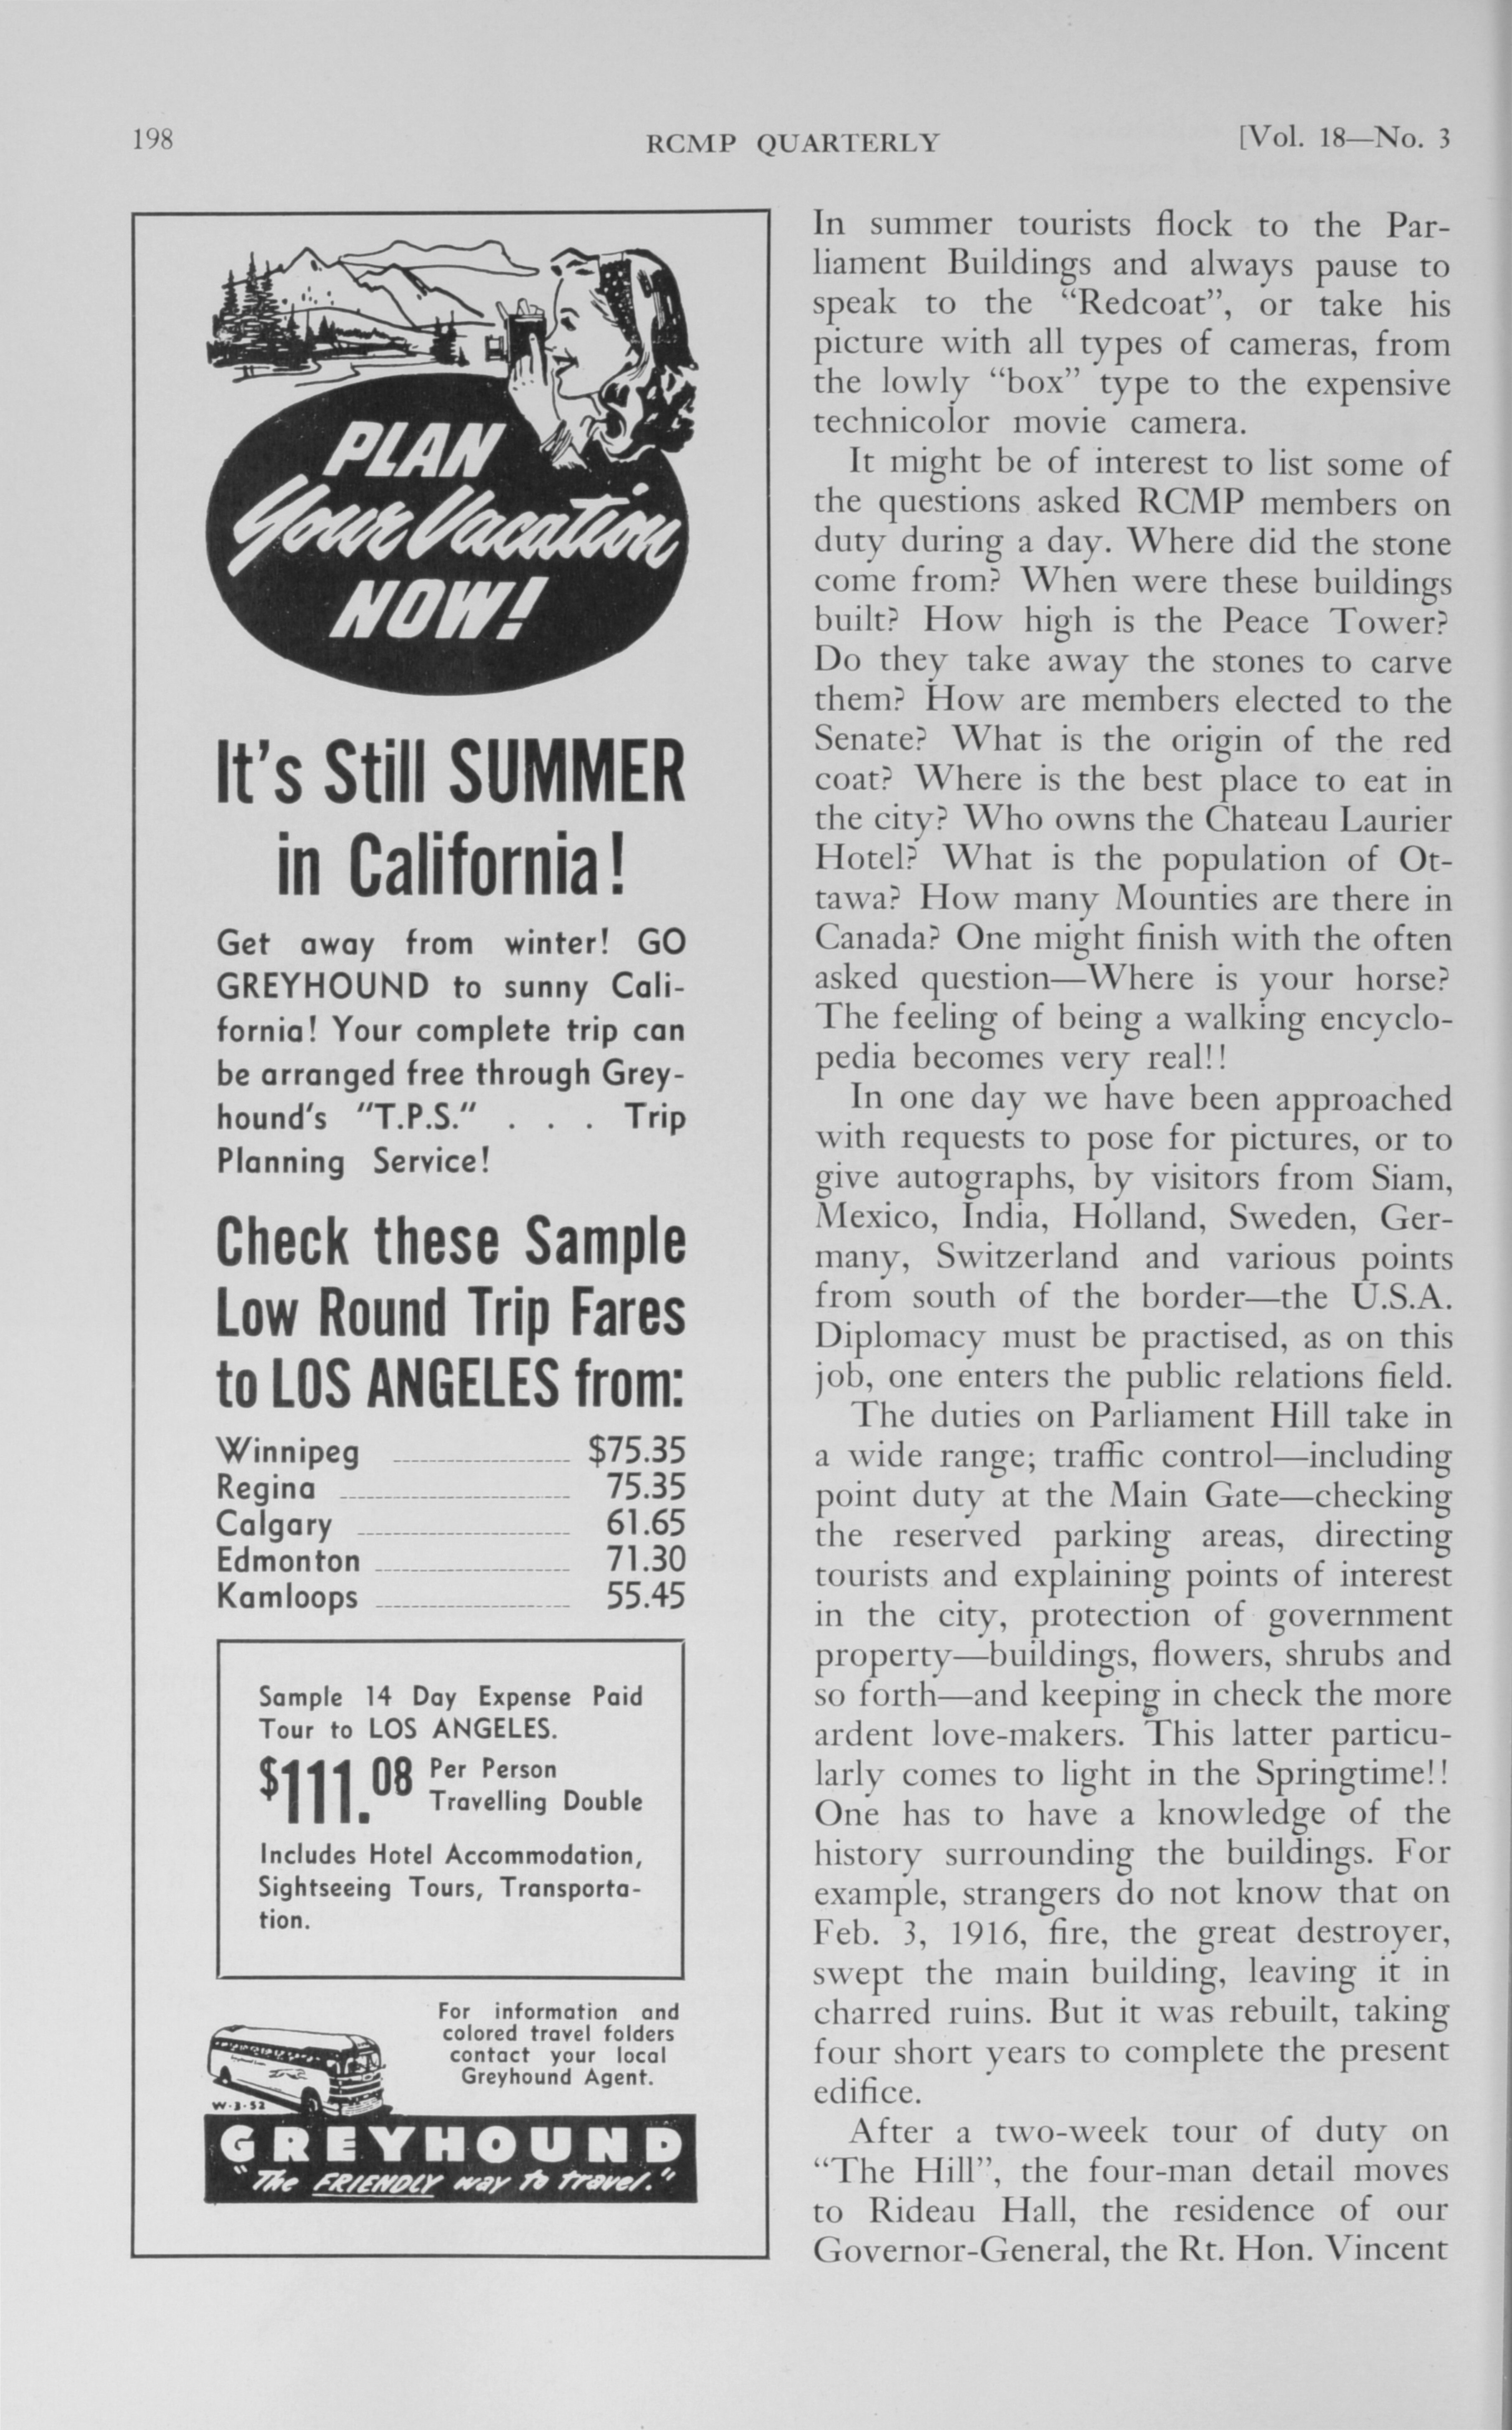 198
RCMP QUARTERLY
[Vol. 18—No. 3
PLAN
Your Vacation
NOW!
It's Still SUMMER
in California!
Get away from winter! GO
GREYHOUND to sunny Cali-
fornia! Your complete trip can
be arranged free through Grey-
hound's "T.P.S." . . . Trip
Planning Service!
Check these Sample
Low Round Trip Fares
to LOS ANGELES from:
Winnipeg $75.35
Regina 75.35
Calgary 61.65
Edmonton 71.30
Kamloops 55.45
Sample 14 Day Expense Paid
Tour to LOS ANGELES.
$111.08 Per Person
Travelling Double
Includes Hotel Accommodation,
Sightseeing Tours, Transporta-
tion.
For information and
colored travel folders
contact your local
Greyhound Agent.
W-3-52
GREYHOUND
"The FRIENDLY way to travel."
In summer tourists flock to the Par-
liament Buildings and always pause to
speak to the “Redcoat”, or take his
picture with all types of cameras, from
the lowly “box” type to the expensive
technicolor movie camera.
It might be of interest to list some of
the questions asked RCMP members on
duty during a day. Where did the stone
come from? When were these buildings
built? How high is the Peace Tower?
Do they take away the stones to carve
them? How are members elected to the
Senate? What is the origin of the red
coat? Where is the best place to eat in
the city? Who owns the Chateau Laurier
Hotel? What is the population of Ot-
tawa? How many Mounties are there in
Canada? One might finish with the often
asked question—Where is your horse?
The feeling of being a walking encyclo-
pedia becomes very real!!
In one day we have been approached
with requests to pose for pictures, or to
give autographs, by visitors from Siam,
Mexico, India, Holland, Sweden, Ger-
many, Switzerland and various points
from south of the border—the U.S.A.
Diplomacy must be practised, as on this
job, one enters the public relations field.
The duties on Parliament Hill take in
a wide range; traffic control—including
point duty at the Main Gate—checking
the reserved parking areas, directing
tourists and explaining points of interest
in the city, protection of government
property—buildings, flowers, shrubs and
so forth—and keeping in check the more
ardent love-makers. This latter particu-
larly comes to light in the Springtime!!
One has to have a knowledge of the
history surrounding the buildings. For
example, strangers do not know that on
Feb. 3, 1916, fire, the great destroyer,
swept the main building, leaving it in
charred ruins. But it was rebuilt, taking
four short years to complete the present
edifice.
After a two-week tour of duty on
“The Hill”, the four-man detail moves
to Rideau Hall, the residence of our
Governor-General, the Rt. Hon. Vincent